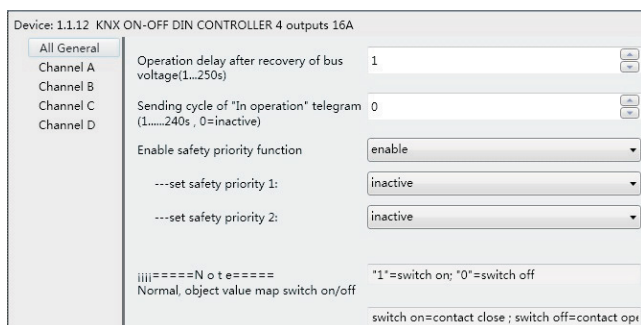 Device: 1.1.12 KNX ON-OFF DIN CONTROLLER 4 outputs 16A
All General
Channel A
Channel B
Channel C
Channel D
Operation delay after recovery of bus
voltage(1...250s)
1
Sending cycle of "In operation" telegram
(1......240s , 0=inactive)
0
Enable safety priority function
enable
---set safety priority 1:
inactive
---set safety priority 2:
inactive
¡¡¡¡=====N o t e=====
Normal, object value map switch on/off
"1"=switch on; "0"=switch off
switch on=contact close ; switch off=contact ope